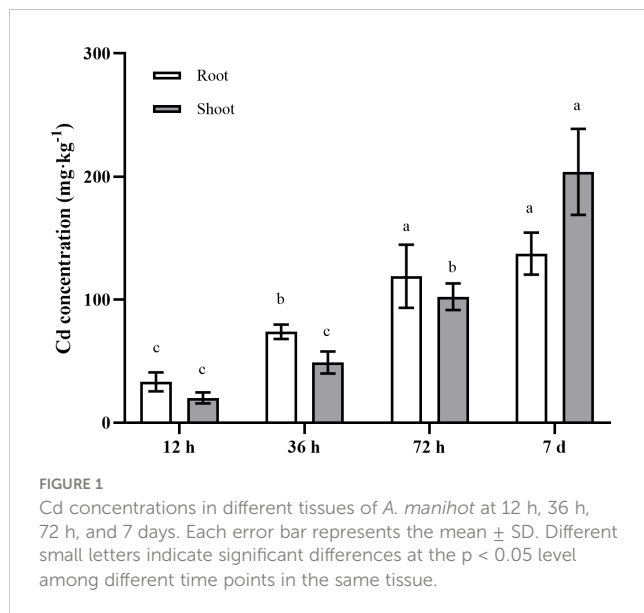 300
Root
Shoot
a
Cd concentration (mg·kg-1)
200
a
a
b
b
100
c
c
c
0
12 h 36 h 72 h 7 d
FIGURE 1
Cd concentrations in different tissues of A. manihot at 12 h, 36 h,
72 h, and 7 days. Each error bar represents the mean ± SD. Different
small letters indicate significant differences at the p < 0.05 level
among different time points in the same tissue.